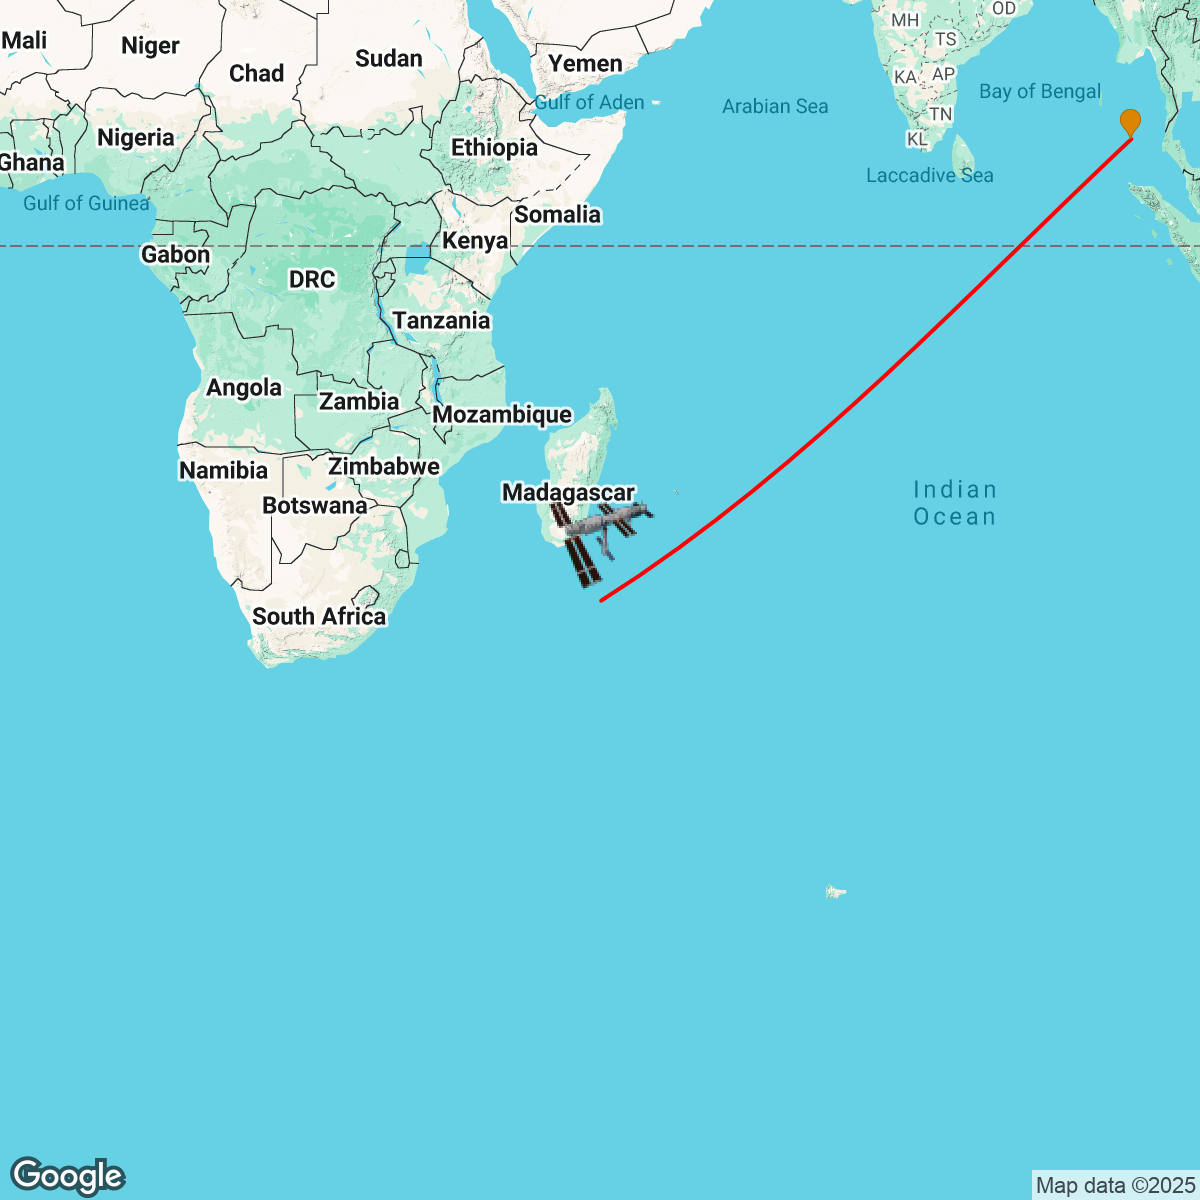 OD
MH
Mali
Niger
TS
Sudan
Yemen
Chad
KA
AP
Bay of Bengal
Gulf of Aden
Arabian Sea
TN
Nigeria
KL
Ethiopia
Ghana
Laccadive Sea
Gulf of Guinea
Somalia
Kenya
Gabon
DRC
Tanzania
Angola
Zambia
Mozambique
Zimbabwe
Namibia
Madagascar
Indian
Ocean
Botswana
South Africa
Google
Map data ©2025